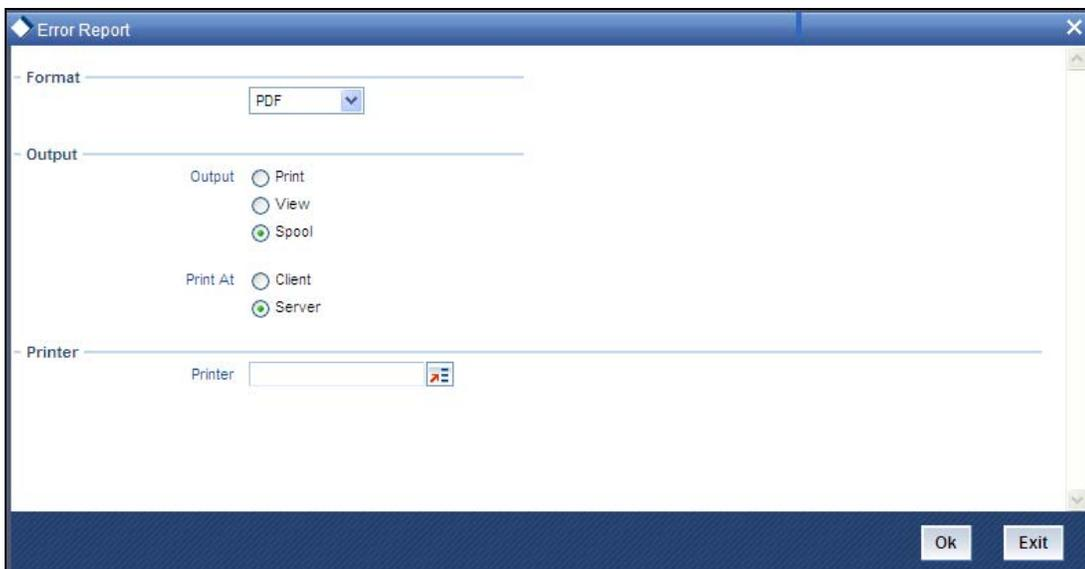 Error Report
Format
PDF
Output
Output Print
View
Spool
Print At Client
Server
Printer
Printer
Ok Exit